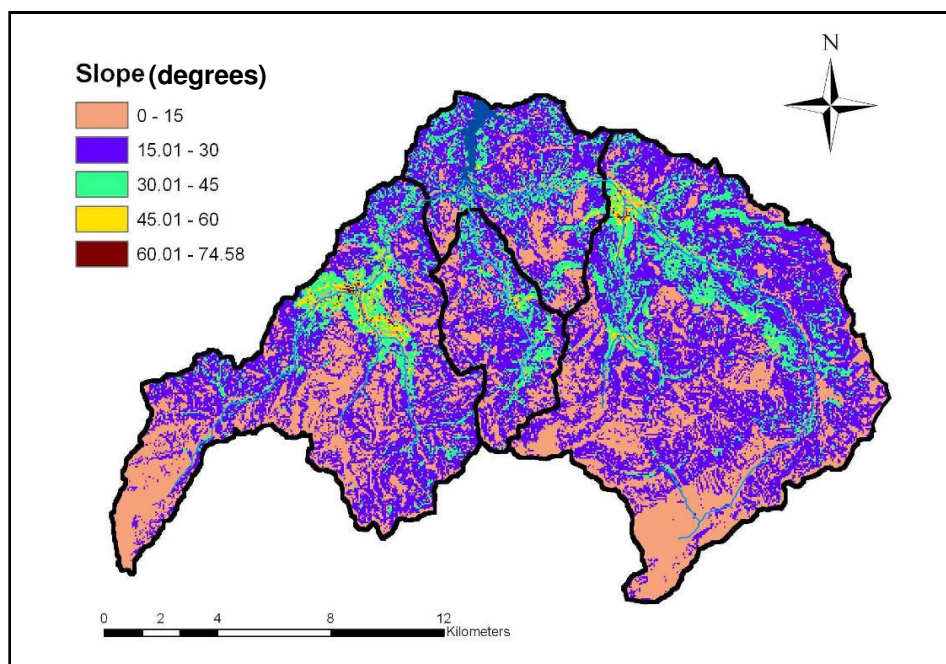 N
Slope (degrees)
0 - 15
15.01 - 30
30.01 - 45
45.01 - 60
60.01 - 74.58
0 2 4 8 12
Kilometers